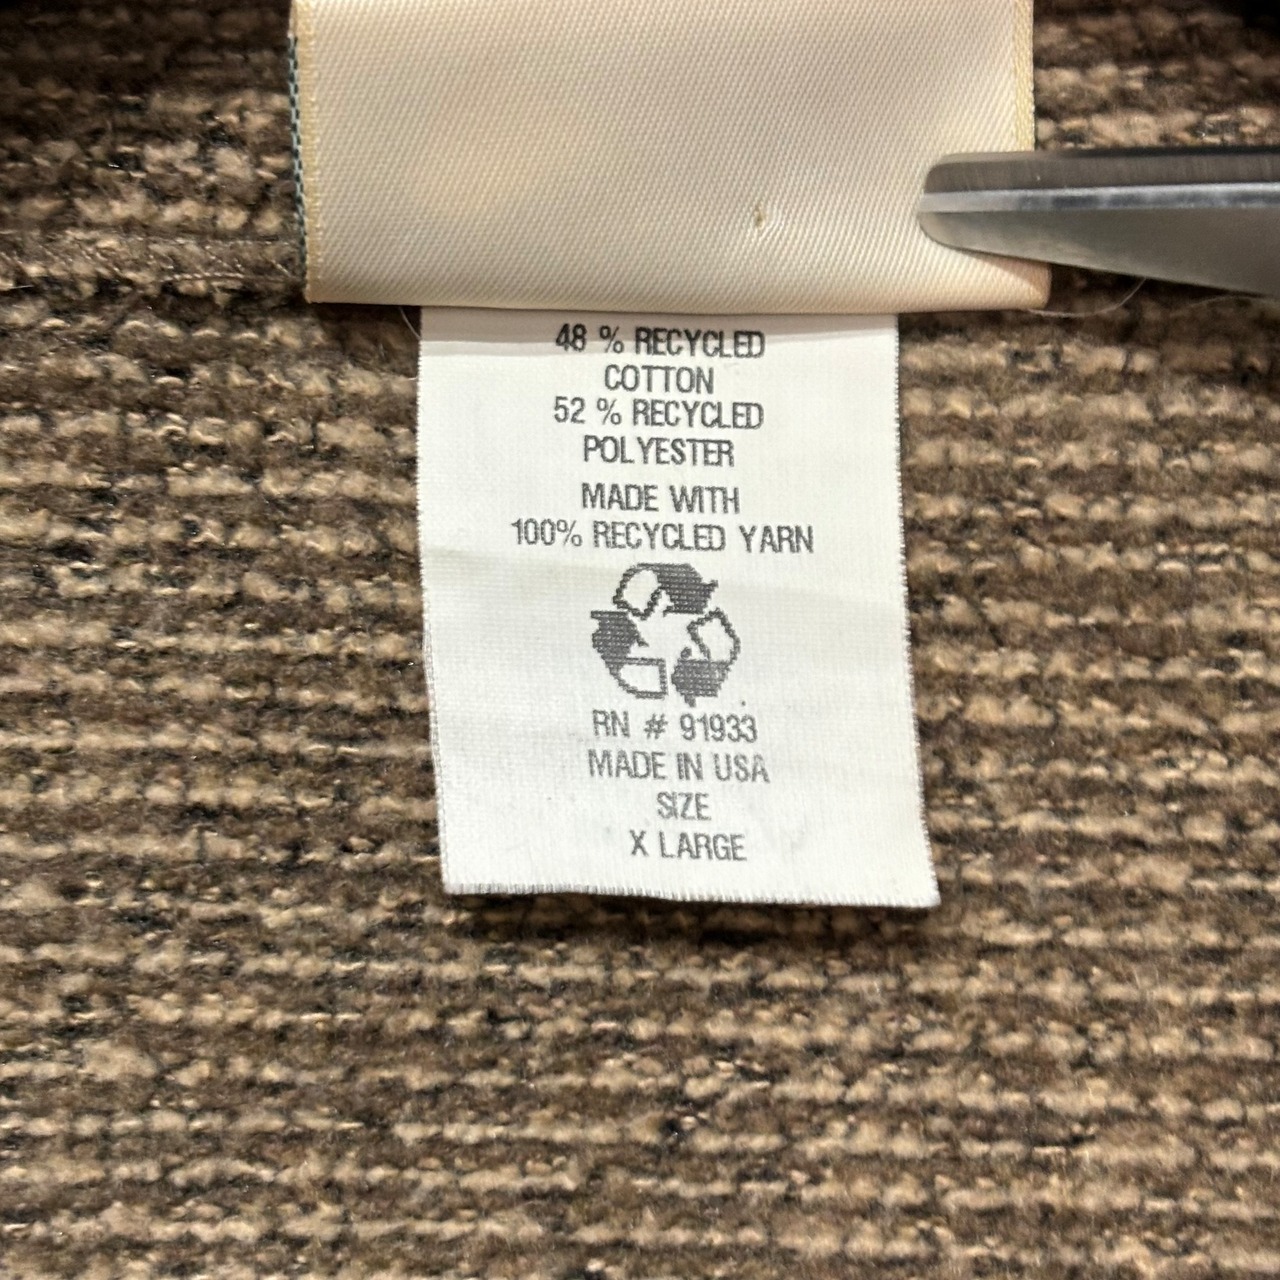 48 % RECYCLED
COTTON
52 % RECYCLED
POLYESTER
MADE WITH
100% RECYCLED YARN
RN # 91933
MADE IN USA
SIZE
X LARGE